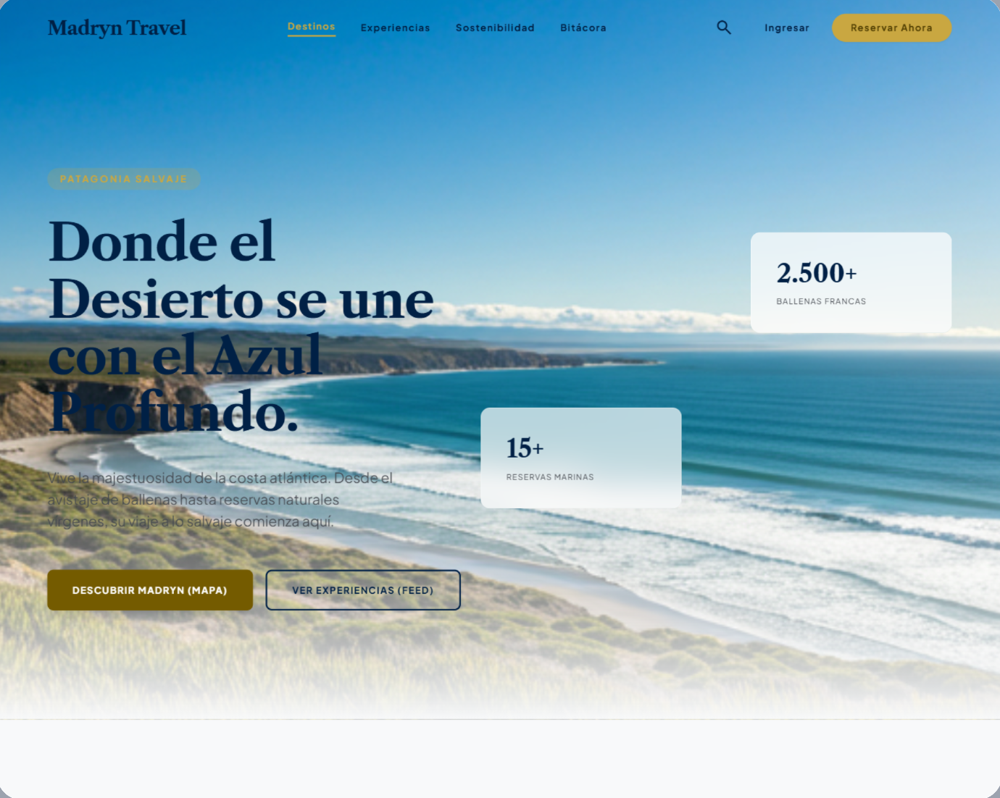 Madryn Travel
Destinos
Experiencias
Sostenibilidad
Bitácora
Ingresar
Reservar Ahora
PATAGONIA SALVAJE
Donde el
Desierto se une
con el Azul
Profundo.
Vive la majestuosidad de la costa atlántica. Desde el
avistaje de ballenas hasta reservas naturales
vírgenes, su viaje a lo salvaje comienza aquí.
DESCUBRIR MADRYN (MAPA)
VER EXPERIENCIAS (FEED)
2.500+
BALLENAS FRANCAS
15+
RESERVAS MARINAS